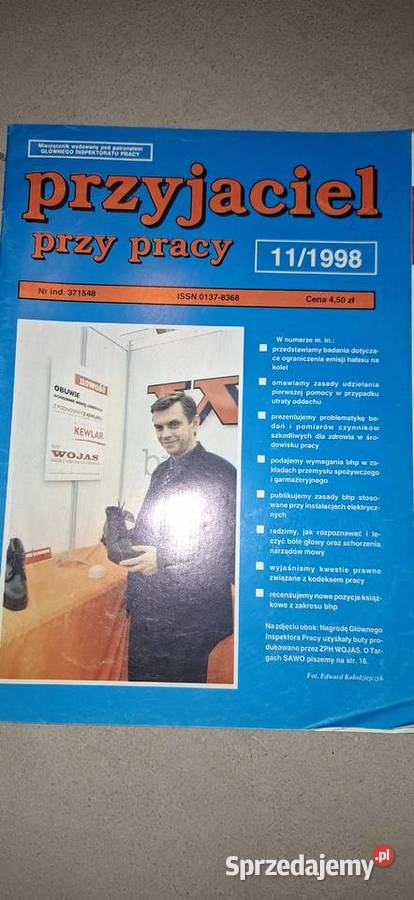 Miesięcznik wydawany pod patronatem
GŁÓWNEGO INSPEKTORATU PRACY
przyjaciel
przy pracy
11/1998
Nr ind. 371548
ISSN 0137-8368
Cena 4,50 zł
W numerze m. in.:
przedstawiamy badania dotyczą-
ce ograniczenia emisji hałasu na
kolei
omawiamy zasady udzielania
pierwszej pomocy w przypadku
utraty oddechu
prezentujemy problematykę ba-
dań i pomiarów czynników
szkodliwych dla zdrowia w śro-
dowisku pracy
podajemy wymagania bhp w za-
kładach przemysłu spożywczego
i garmażeryjnego
publikujemy zasady bhp stoso-
wane przy instalacjach elektrycz-
nych
radzimy, jak rozpoznawać i le-
czyć bóle głowy oraz schorzenia
narządów mowy
wyjaśniamy kwestie prawne
związane z kodeksem pracy
recenzujemy nowe pozycje książ-
kowe z zakresu bhp
Na zdjęciu obok: Nagrodę Głównego
Inspektora Pracy uzyskały buty pro-
dukowane przez ZPH WOJAS. O Tar-
gach SAWO piszemy na str. 18.
Fot. Edward Kołodziejczyk
nowość
OBUWIE
KEWLAR
WOJAS
Sprzedajemy.pl